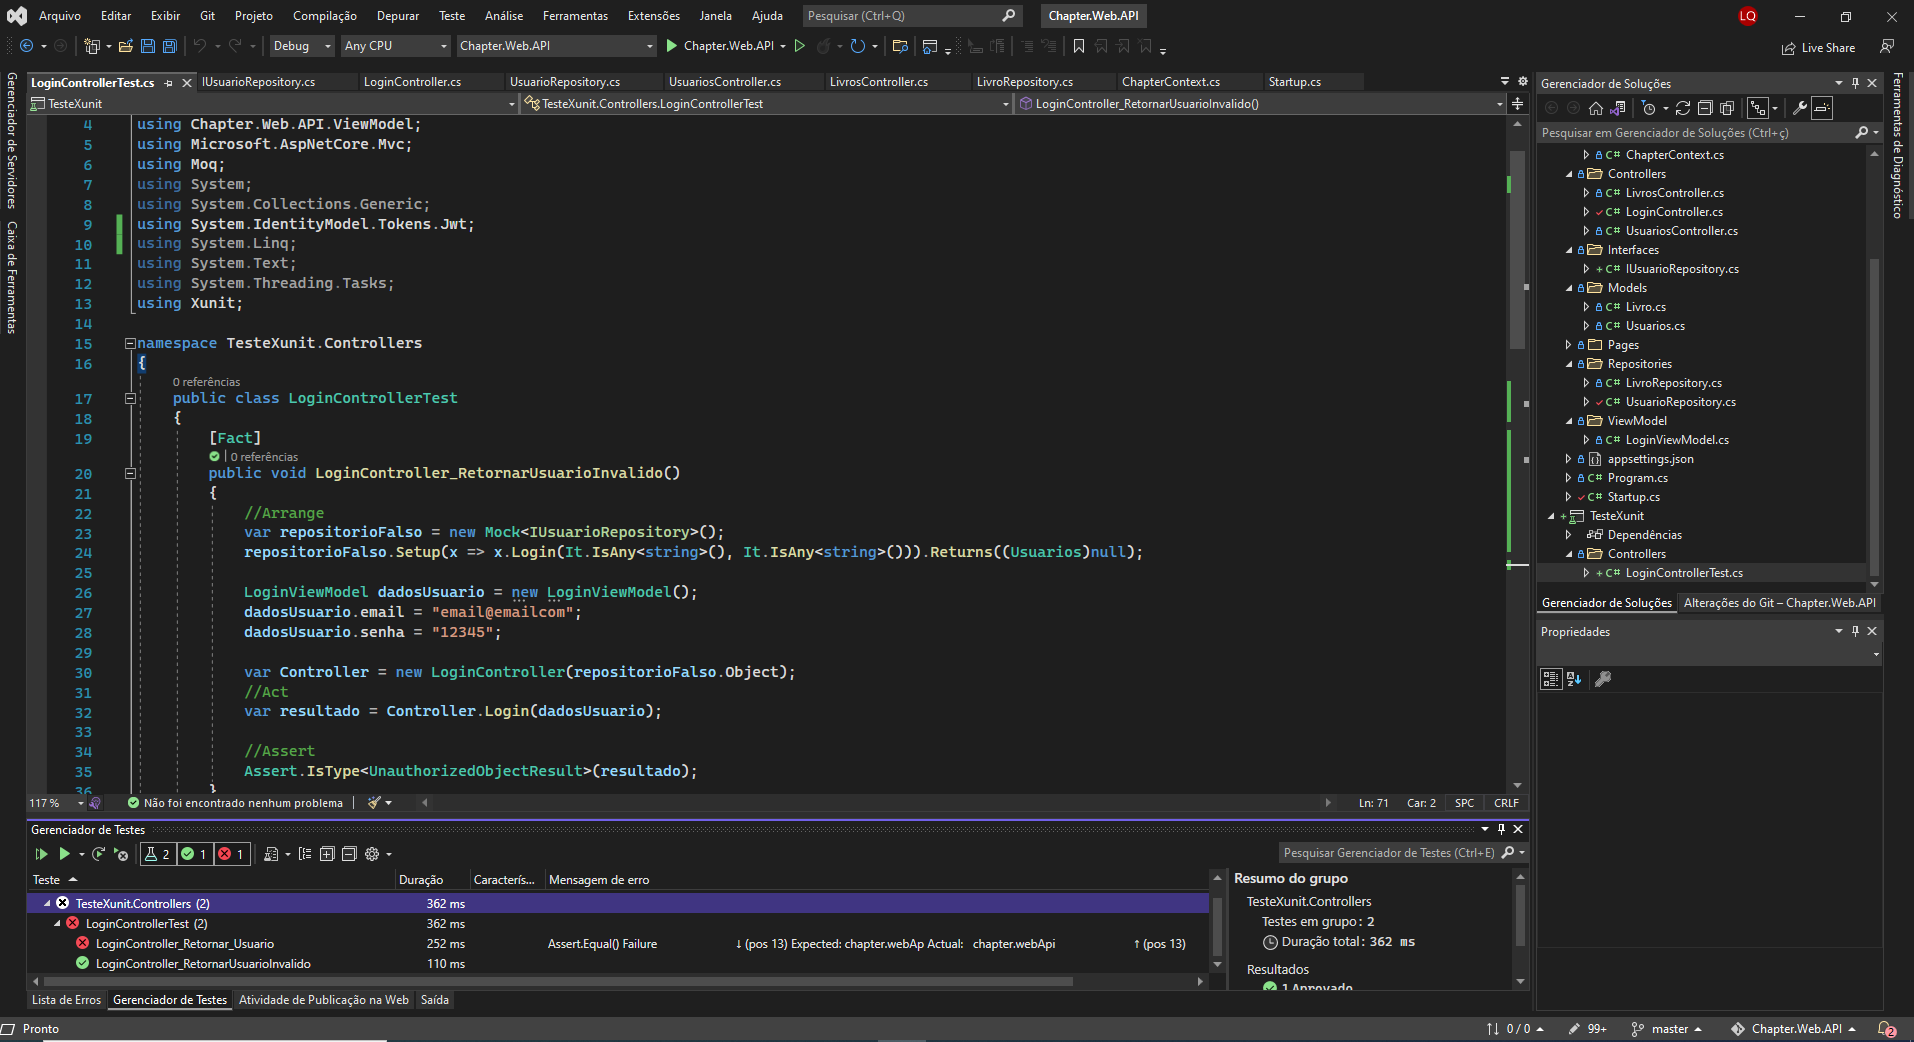 Arquivo Editar Exibir Git Projeto Compilação Depurar Teste Análise Ferramentas Extensões Janela Ajuda Pesquisar (Ctrl+Q) Chapter.Web.API LQ
Debug Any CPU Chapter.Web.API Chapter.Web.API Live Share
Gerenciador de Servidores
Caixa de Ferramentas
LoginControllerTest.cs IUsuarioRepository.cs LoginController.cs UsuarioRepository.cs UsuariosController.cs LivrosController.cs LivroRepository.cs ChapterContext.cs Startup.cs
TesteXunit TesteXunit.Controllers.LoginControllerTest LoginController_RetornarUsuarioInvalido()
4 using Chapter.Web.API.ViewModel;
5 using Microsoft.AspNetCore.Mvc;
6 using Moq;
7 using System;
8 using System.Collections.Generic;
9 using System.IdentityModel.Tokens.Jwt;
10 using System.Linq;
11 using System.Text;
12 using System.Threading.Tasks;
13 using Xunit;
14
15 namespace TesteXunit.Controllers
16 {
0 referências
17 public class LoginControllerTest
18 {
19 [Fact]
0 referências
20 public void LoginController_RetornarUsuarioInvalido()
21 {
22 //Arrange
23 var repositorioFalso = new Mock<IUsuarioRepository>();
24 repositorioFalso.Setup(x => x.Login(It.IsAny<string>(), It.IsAny<string>())).Returns((Usuarios)null);
25
26 LoginViewModel dadosUsuario = new LoginViewModel();
27 dadosUsuario.email = "email@emailcom";
28 dadosUsuario.senha = "12345";
29
30 var Controller = new LoginController(repositorioFalso.Object);
31 //Act
32 var resultado = Controller.Login(dadosUsuario);
33
34 //Assert
35 Assert.IsType<UnauthorizedObjectResult>(resultado);
36 }
117 % Não foi encontrado nenhum problema Ln: 71 Car: 2 SPC CRLF
Gerenciador de Testes
2 1 1 Pesquisar Gerenciador de Testes (Ctrl+E)
Teste Duração Caracterís... Mensagem de erro
TesteXunit.Controllers (2) 362 ms
LoginControllerTest (2) 362 ms
LoginController_Retornar_Usuario 252 ms Assert.Equal() Failure ↓ (pos 13) Expected: chapter.webAp Actual: chapter.webApi ↑ (pos 13)
LoginController_RetornarUsuarioInvalido 110 ms
Resumo do grupo
TesteXunit.Controllers
Testes em grupo: 2
Duração total: 362 ms
Resultados
1 Aprovado
Lista de Erros Gerenciador de Testes Atividade de Publicação na Web Saída
Gerenciador de Soluções
Pesquisar em Gerenciador de Soluções (Ctrl+ç)
C# ChapterContext.cs
Controllers
C# LivrosController.cs
C# LoginController.cs
C# UsuariosController.cs
Interfaces
+ C# IUsuarioRepository.cs
Models
C# Livro.cs
C# Usuarios.cs
Pages
Repositories
C# LivroRepository.cs
C# UsuarioRepository.cs
ViewModel
C# LoginViewModel.cs
appsettings.json
C# Program.cs
C# Startup.cs
+ TesteXunit
Dependências
Controllers
+ C# LoginControllerTest.cs
Gerenciador de Soluções Alterações do Git – Chapter.Web.API
Propriedades
Ferramentas de Diagnóstico
Pronto 0 / 0 99+ master Chapter.Web.API 2